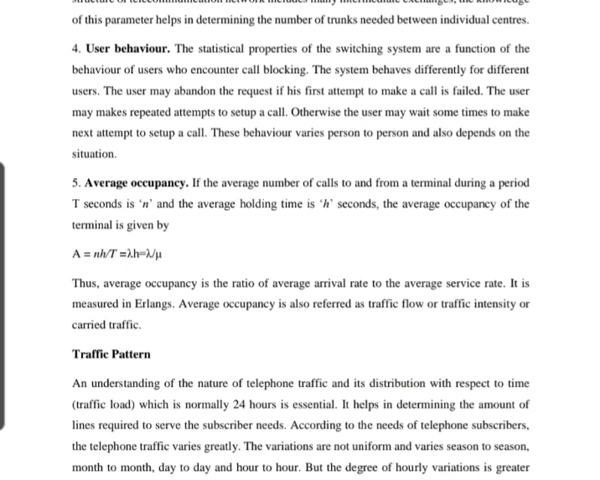 structure of telecommunication network includes many intermediate exchanges, the knowledge
of this parameter helps in determining the number of trunks needed between individual centres.
4. User behaviour. The statistical properties of the switching system are a function of the
behaviour of users who encounter call blocking. The system behaves differently for different
users. The user may abandon the request if his first attempt to make a call is failed. The user
may makes repeated attempts to setup a call. Otherwise the user may wait some times to make
next attempt to setup a call. These behaviour varies person to person and also depends on the
situation.
5. Average occupancy. If the average number of calls to and from a terminal during a period
T seconds is ‘n’ and the average holding time is ‘h’ seconds, the average occupancy of the
terminal is given by
A = nh/T =λh=λ/μ
Thus, average occupancy is the ratio of average arrival rate to the average service rate. It is
measured in Erlangs. Average occupancy is also referred as traffic flow or traffic intensity or
carried traffic.
Traffic Pattern
An understanding of the nature of telephone traffic and its distribution with respect to time
(traffic load) which is normally 24 hours is essential. It helps in determining the amount of
lines required to serve the subscriber needs. According to the needs of telephone subscribers,
the telephone traffic varies greatly. The variations are not uniform and varies season to season,
month to month, day to day and hour to hour. But the degree of hourly variations is greater